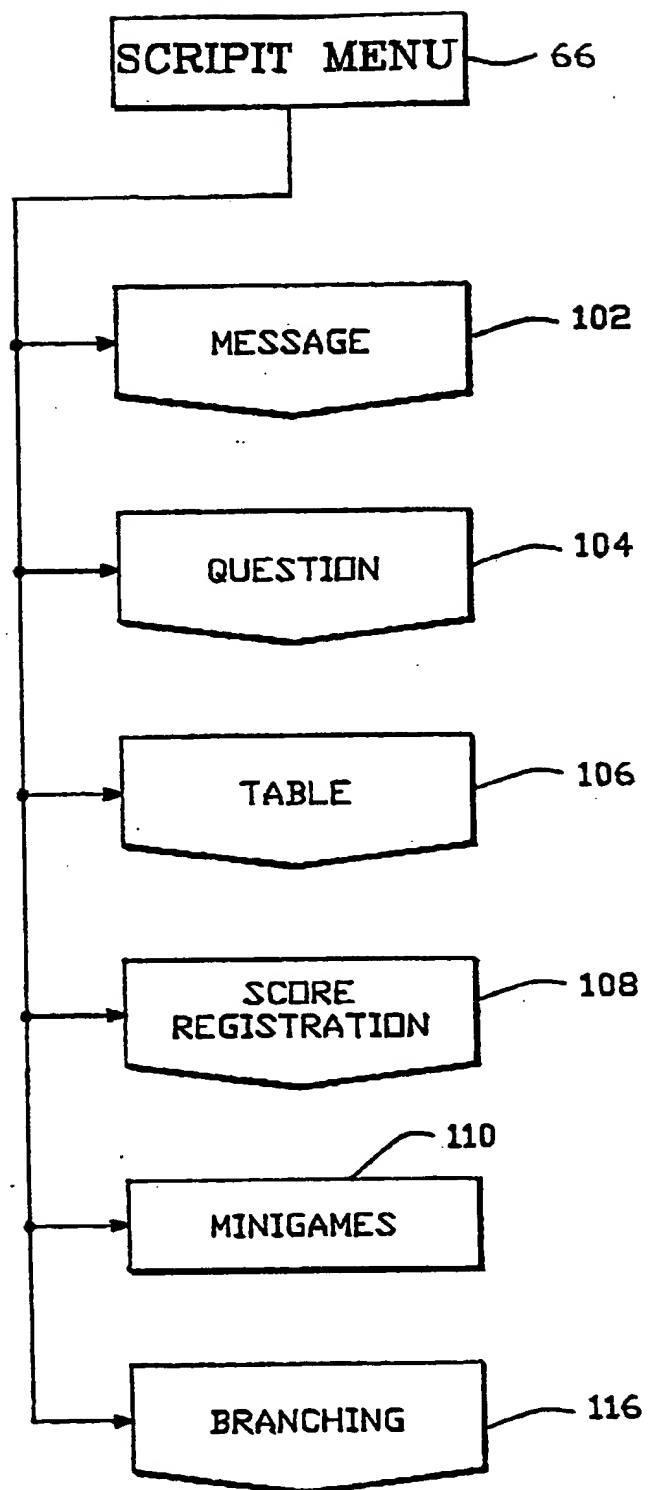 SCRIPIT MENU 66
MESSAGE 102
QUESTION 104
TABLE 106
SCORE 108
REGISTRATION
110
MINIGAMES
BRANCHING 116